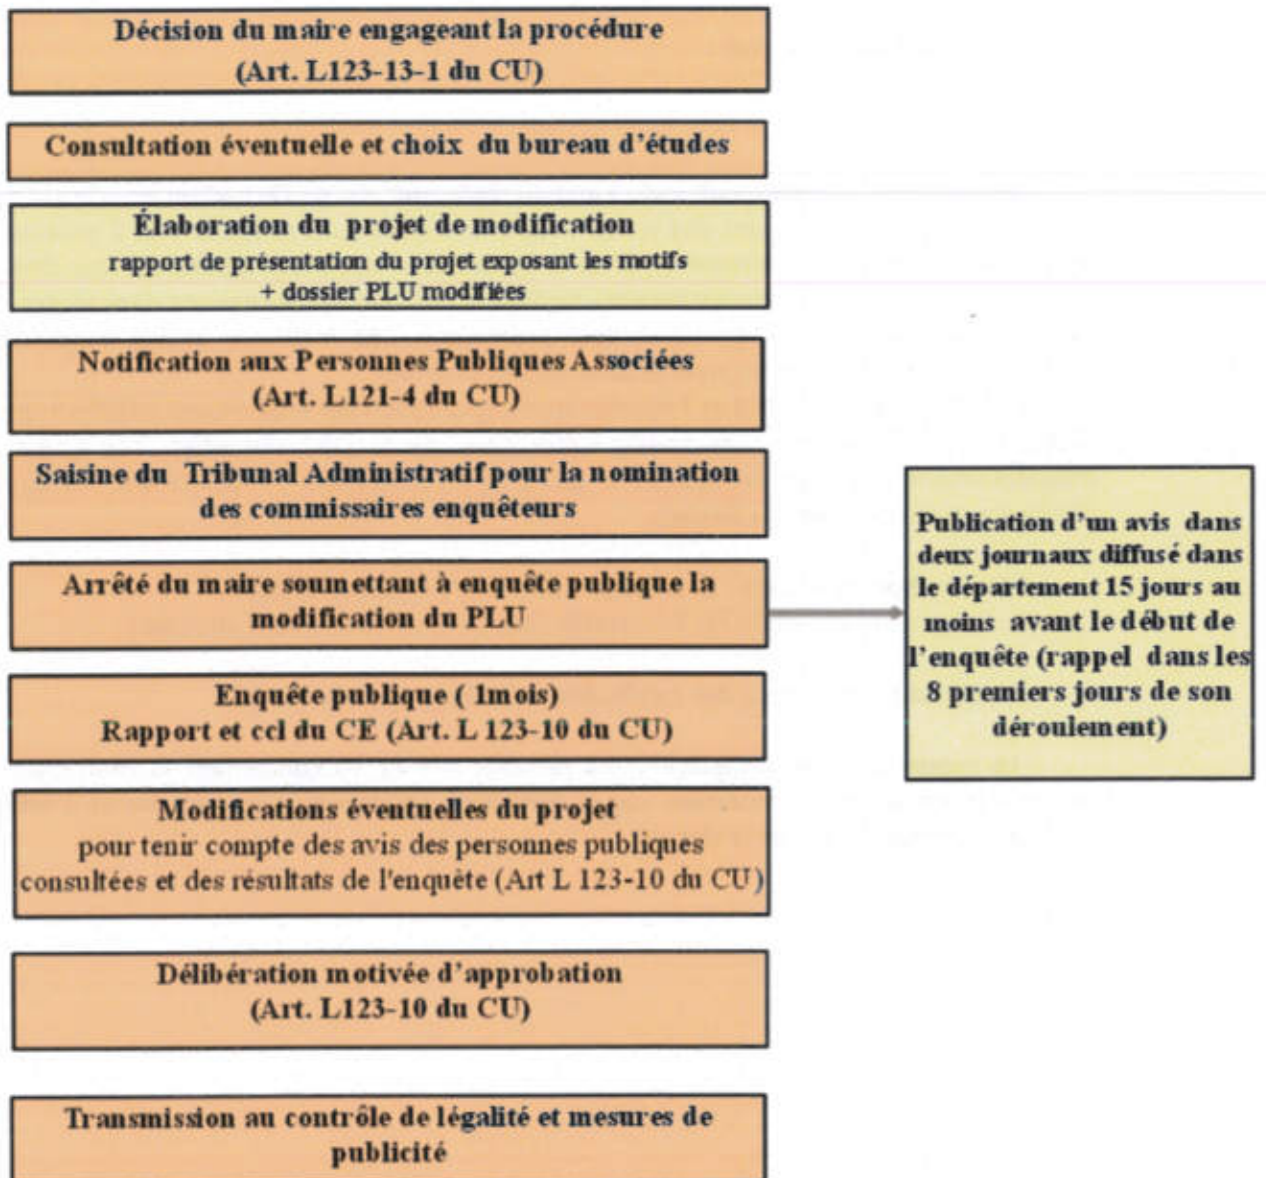 Décision du maire engageant la procédure
(Art. L123-13-1 du CU)
Consultation éventuelle et choix du bureau d'études
Élaboration du projet de modification
rapport de présentation du projet exposant les motifs
+ dossier PLU modifiées
Notification aux Personnes Publiques Associées
(Art. L121-4 du CU)
Saisine du Tribunal Administratif pour la nomination
des commissaires enquêteurs
Arrêté du maire soumettant à enquête publique la
modification du PLU
Publication d'un avis dans
deux journaux diffusé dans
le département 15 jours au
moins avant le début de
l'enquête (rappel dans les
8 premiers jours de son
déroulement)
Enquête publique ( 1mois)
Rapport et ccl du CE (Art. L 123-10 du CU)
Modifications éventuelles du projet
pour tenir compte des avis des personnes publiques
consultées et des résultats de l'enquête (Art L 123-10 du CU)
Délibération motivée d'approbation
(Art. L123-10 du CU)
Transmission au contrôle de légalité et mesures de
publicité